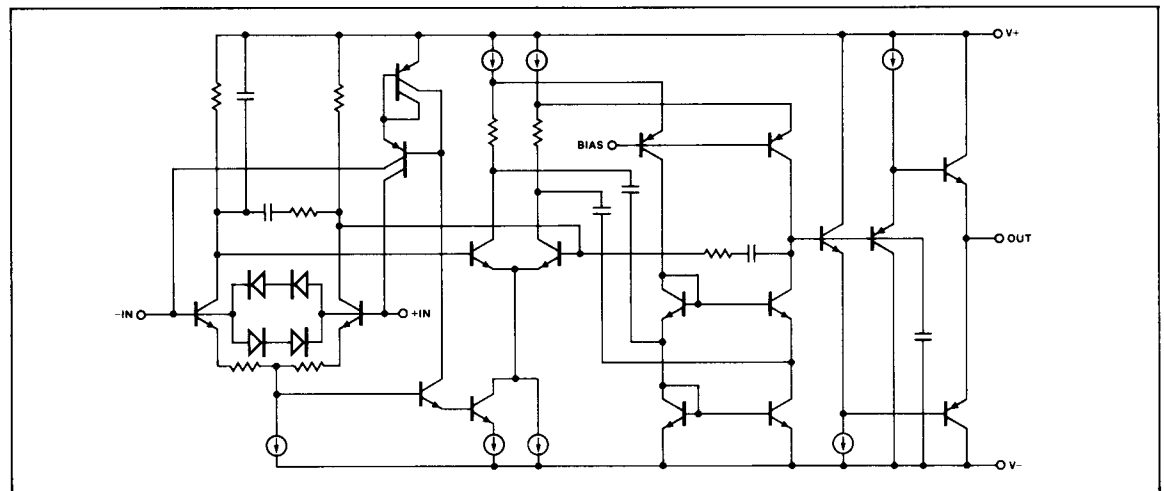 V+
BIAS
OUT
–IN
+IN
V–